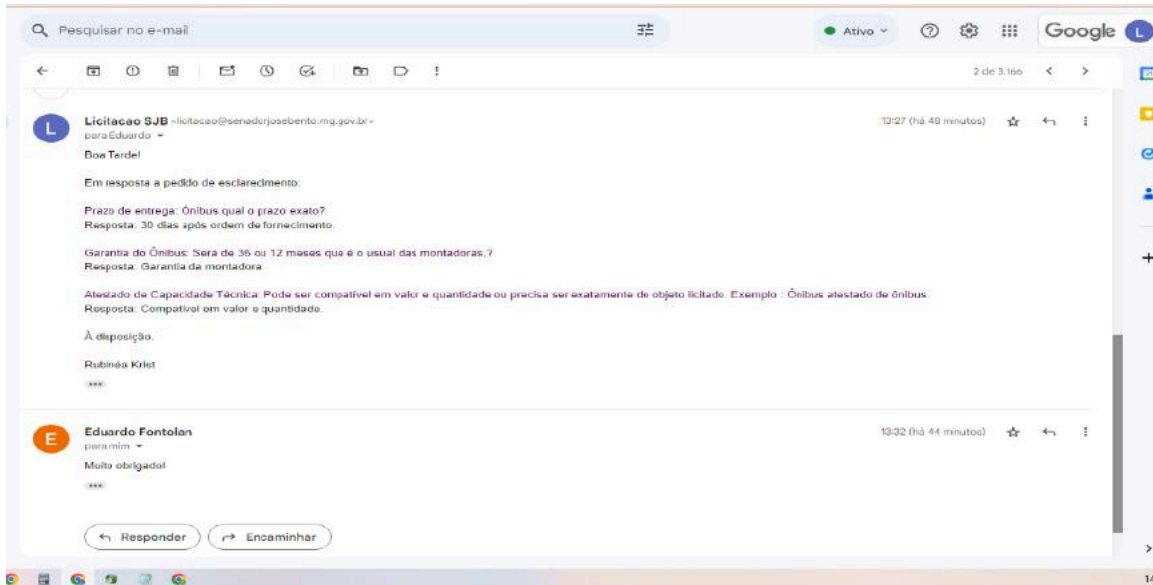 Pesquisar no e-mail
Ativo
Google
L
2 de 3.166
L
Licitacao SJB <licitacao@senadorjosebento.mg.gov.br>
13:27 (há 48 minutos)
para Eduardo
Boa Tarde!
Em resposta a pedido de esclarecimento:
Prazo de entrega: Ônibus qual o prazo exato?
Resposta: 30 dias após ordem de fornecimento.
Garantia do Ônibus: Sera de 36 ou 12 meses que é o usual das montadoras,?
Resposta: Garantia da montadora
Atestado de Capacidade Técnica: Pode ser compatível em valor e quantidade ou precisa ser exatamente do objeto licitado. Exemplo : Ônibus atestado de ônibus.
Resposta: Compatível em valor e quantidade.
À disposição.
Rubinéa Krist
E
Eduardo Fontolan
13:32 (há 44 minutos)
para mim
Muito obrigado!
Responder
Encaminhar